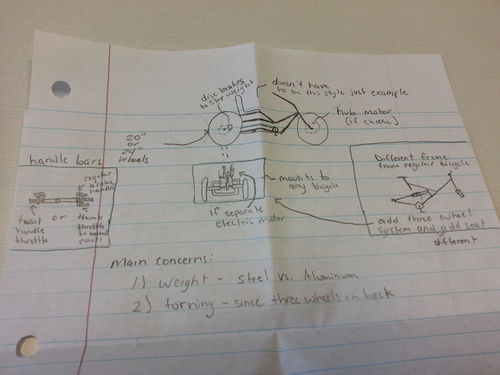 disc brakes
to save weight
doesn't have
to be this style just example
hub motor
(if choose)
20"
or
24"
wheels
handle bars
regular
brake
handle
twist or thumb
handle throttle
throttle to control
mounts to
any bicycle
if separate
electric motor
Different frame
from regular bicycle
add three wheel
system and add seat
different
Main concerns:
1) weight - steel vs. Aluminum
2) turning - since three wheels in back